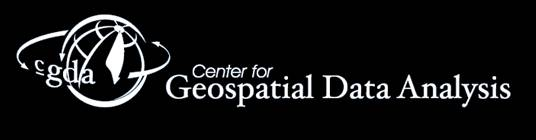 cgda
Center for
Geospatial Data Analysis